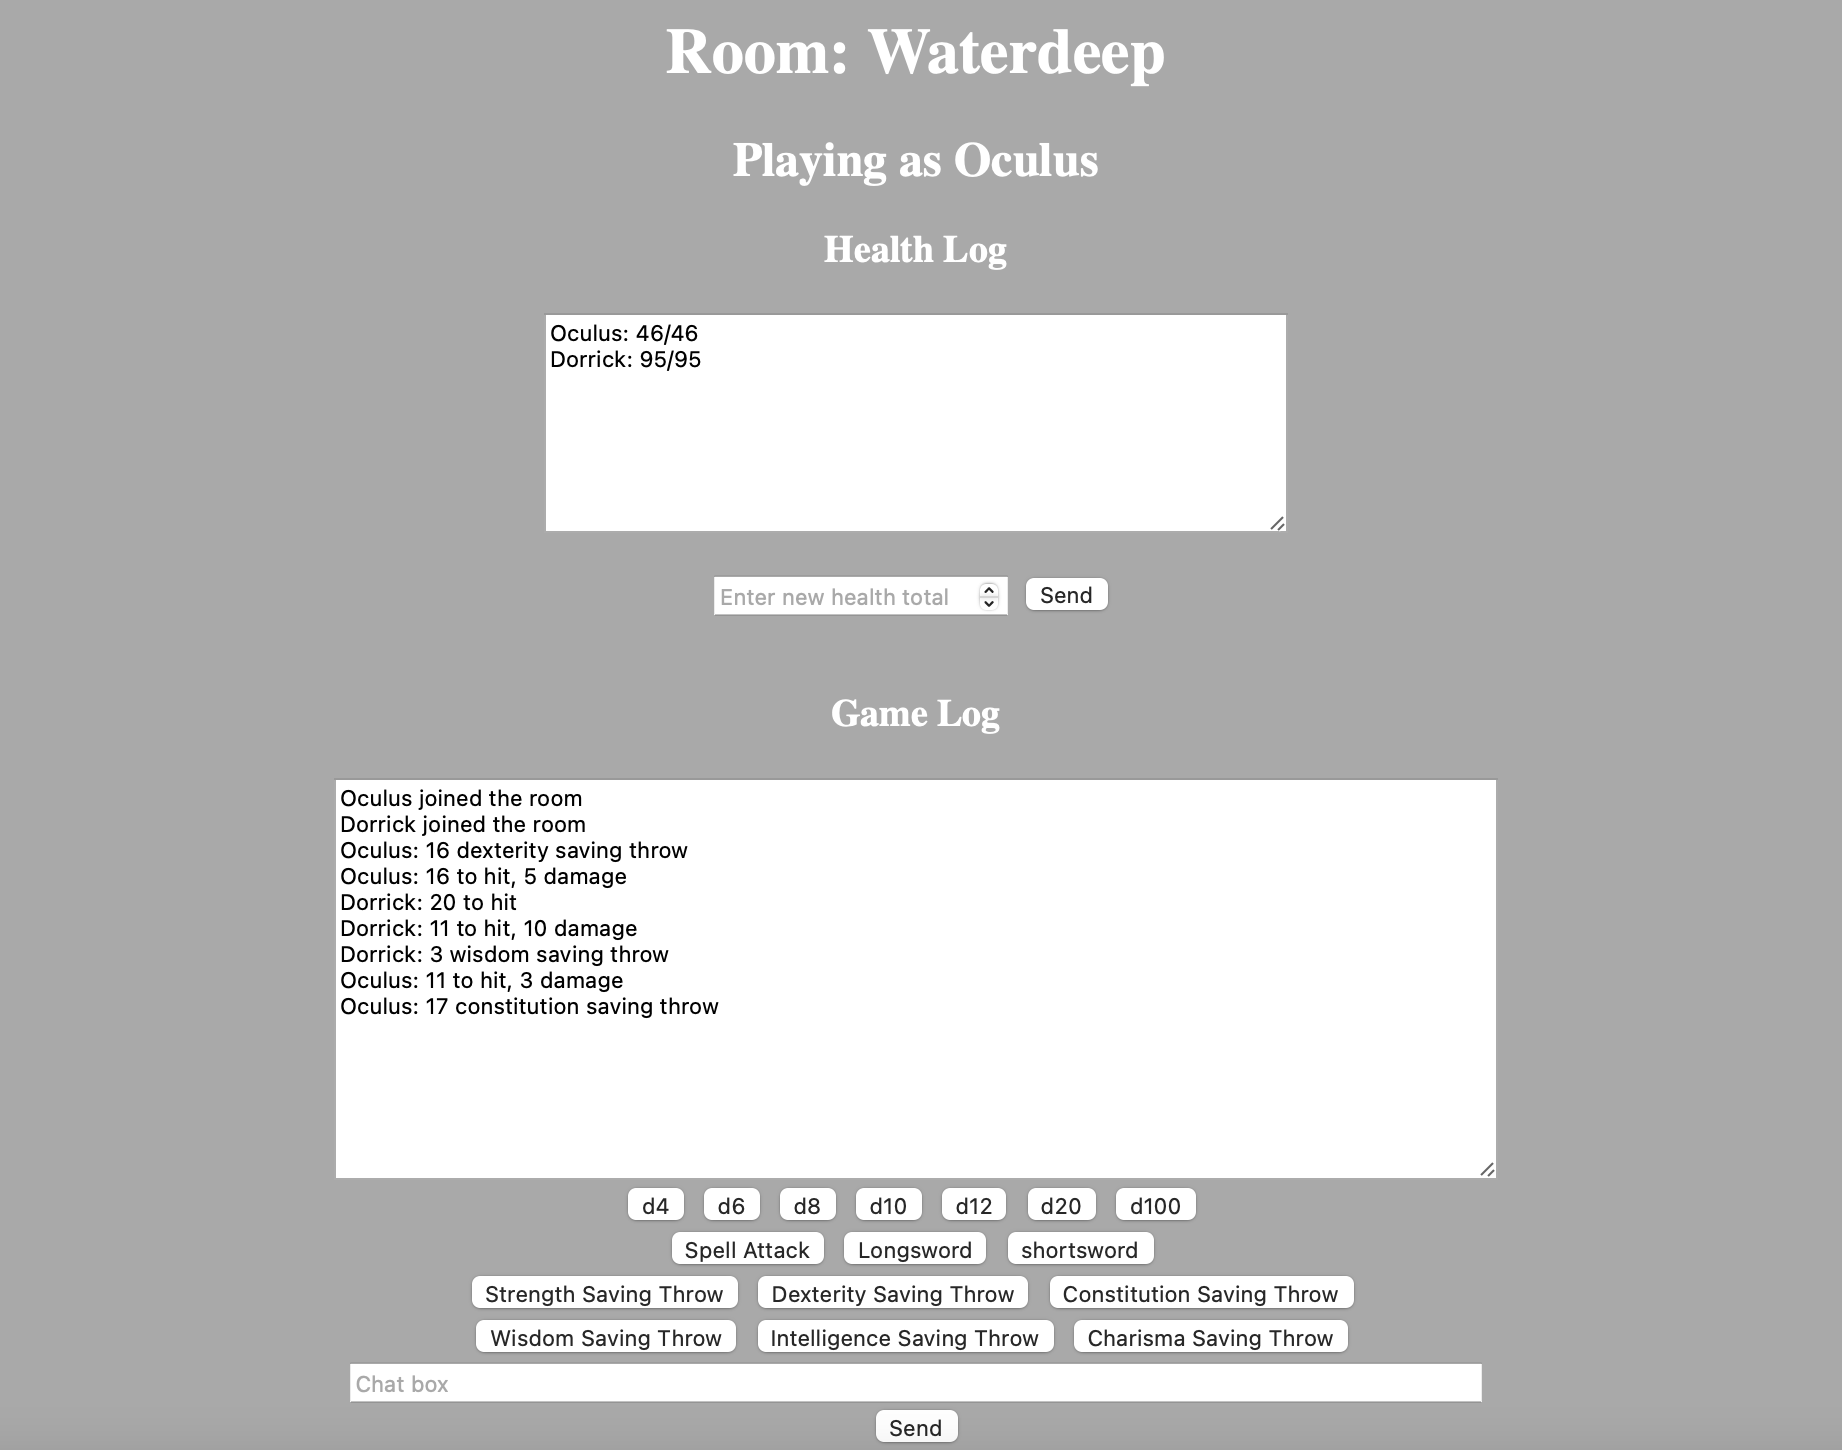 Room: Waterdeep
Playing as Oculus
Health Log
Oculus: 46/46
Dorrick: 95/95
Enter new health total Send
Game Log
Oculus joined the room
Dorrick joined the room
Oculus: 16 dexterity saving throw
Oculus: 16 to hit, 5 damage
Dorrick: 20 to hit
Dorrick: 11 to hit, 10 damage
Dorrick: 3 wisdom saving throw
Oculus: 11 to hit, 3 damage
Oculus: 17 constitution saving throw
d4 d6 d8 d10 d12 d20 d100
Spell Attack Longsword shortsword
Strength Saving Throw Dexterity Saving Throw Constitution Saving Throw
Wisdom Saving Throw Intelligence Saving Throw Charisma Saving Throw
Chat box
Send